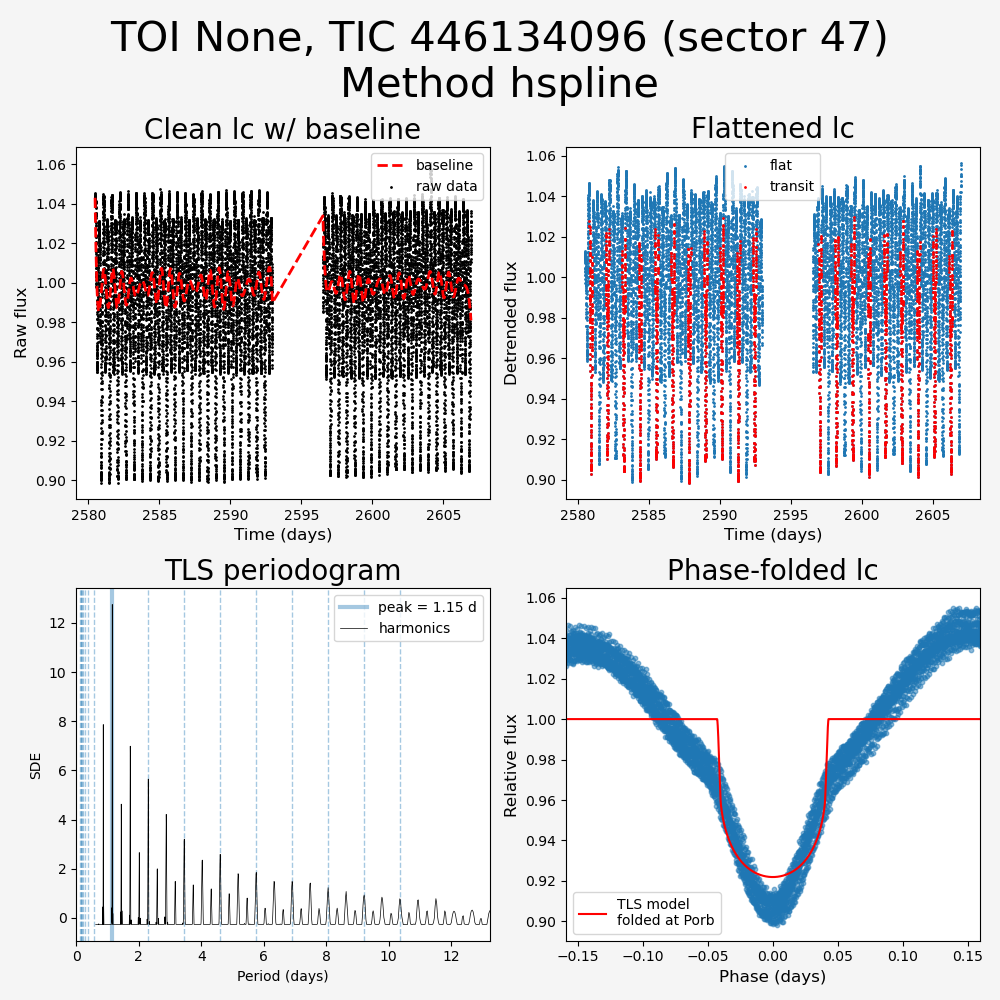 TOI None, TIC 446134096 (sector 47)
Method hspline
Clean lc w/ baseline
Raw flux
1.06
1.04
1.02
1.00
0.98
0.96
0.94
0.92
0.90
baseline
raw data
2580 2585 2590 2595 2600 2605
Time (days)
Flattened lc
Detrended flux
1.06
1.04
1.02
1.00
0.98
0.96
0.94
0.92
0.90
flat
transit
2580 2585 2590 2595 2600 2605
Time (days)
TLS periodogram
SDE
12
10
8
6
4
2
0
peak = 1.15 d
harmonics
0 2 4 6 8 10 12
Period (days)
Phase-folded lc
Relative flux
1.06
1.04
1.02
1.00
0.98
0.96
0.94
0.92
0.90
TLS model
folded at Porb
−0.15 −0.10 −0.05 0.00 0.05 0.10 0.15
Phase (days)